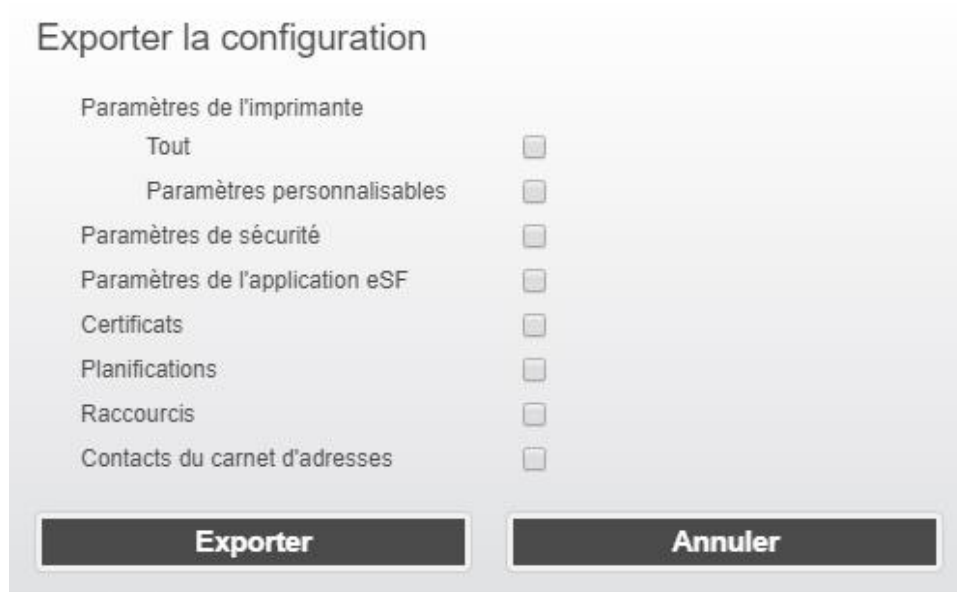 Exporter la configuration
Paramètres de l'imprimante
Tout
Paramètres personnalisables
Paramètres de sécurité
Paramètres de l'application eSF
Certificats
Planifications
Raccourcis
Contacts du carnet d'adresses
Exporter Annuler